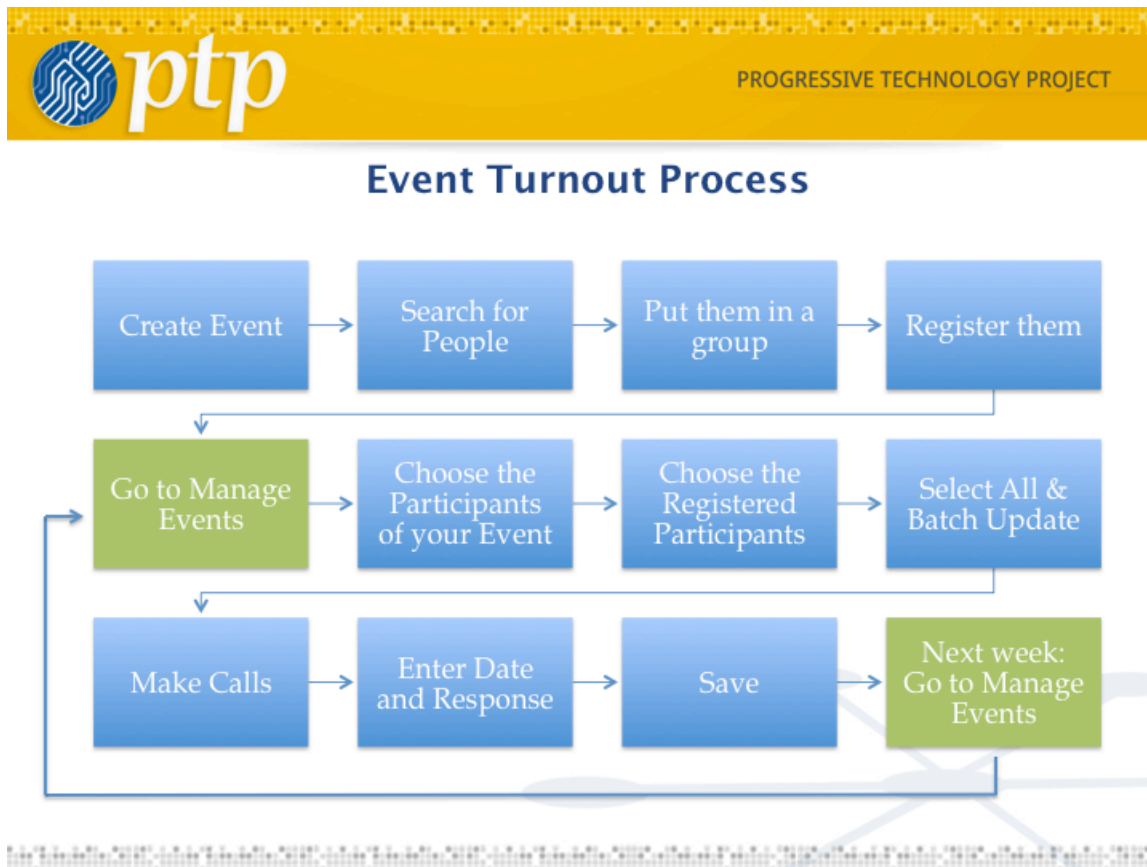 ptp
PROGRESSIVE TECHNOLOGY PROJECT
Event Turnout Process
Create Event
Search for
People
Put them in a
group
Register them
Go to Manage
Events
Choose the
Participants
of your Event
Choose the
Registered
Participants
Select All &
Batch Update
Make Calls
Enter Date
and Response
Save
Next week:
Go to Manage
Events